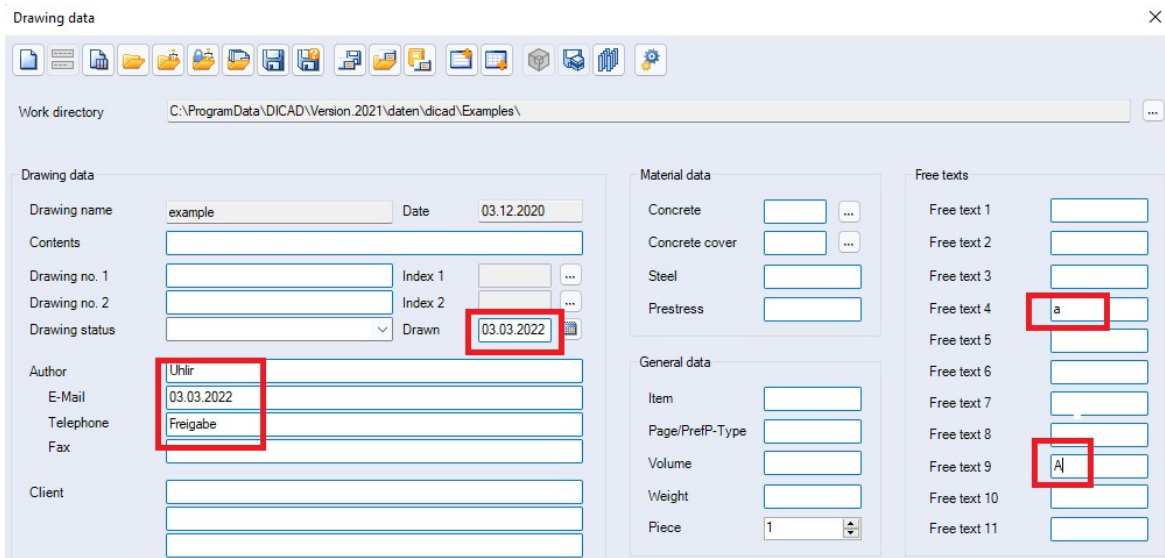 Drawing data
Work directory C:\ProgramData\DICAD\Version.2021\daten\dicad\Examples\ ...
Drawing data
Drawing name example Date 03.12.2020
Contents
Drawing no. 1 Index 1 ...
Drawing no. 2 Index 2 ...
Drawing status Drawn 03.03.2022
Author Uhlir
E-Mail 03.03.2022
Telephone Freigabe
Fax
Client
Material data
Concrete ...
Concrete cover ...
Steel
Prestress
General data
Item
Page/PrefP-Type
Volume
Weight
Piece 1
Free texts
Free text 1
Free text 2
Free text 3
Free text 4 a
Free text 5
Free text 6
Free text 7
Free text 8
Free text 9 A
Free text 10
Free text 11